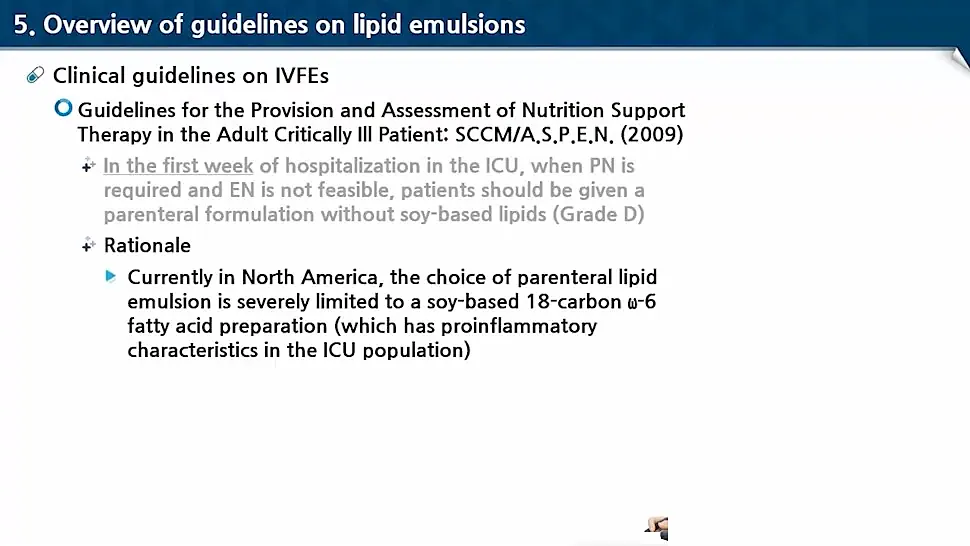 5. Overview of guidelines on lipid emulsions
Clinical guidelines on IVFEs
Guidelines for the Provision and Assessment of Nutrition Support
Therapy in the Adult Critically Ill Patient: SCCM/A.S.P.E.N. (2009)
In the first week of hospitalization in the ICU, when PN is
required and EN is not feasible, patients should be given a
parenteral formulation without soy-based lipids (Grade D)
Rationale
Currently in North America, the choice of parenteral lipid
emulsion is severely limited to a soy-based 18-carbon ω-6
fatty acid preparation (which has proinflammatory
characteristics in the ICU population)